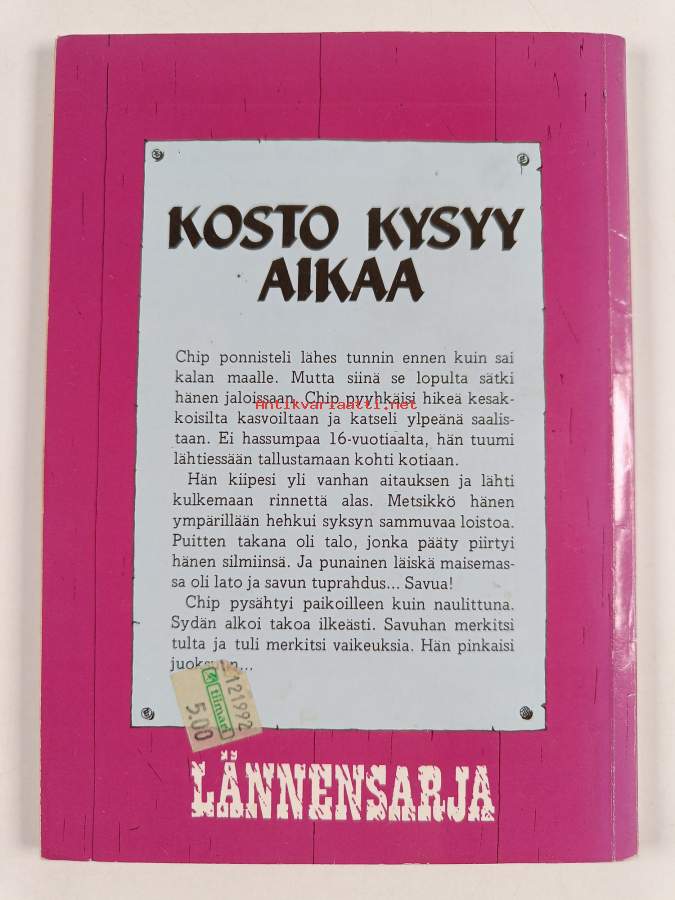 KOSTO KYSYY
AIKAA
Chip ponnisteli lähes tunnin ennen kuin sai
kalan maalle. Mutta siinä se lopulta sätki
hänen jaloissaan. Chip pyyhkäisi hikeä kesak-
Antikvariaatti.net
koisilta kasvoiltaan ja katseli ylpeänä saalis-
taan. Ei hassumpaa 16-vuotiaalta, hän tuumi
lähtiessään tallustamaan kohti kotiaan.
Hän kiipesi yli vanhan aitauksen ja lähti
kulkemaan rinnettä alas. Metsikkö hänen
ympärillään hehkui syksyn sammuvaa loistoa.
Puitten takana oli talo, jonka pääty piirtyi
hänen silmiinsä. Ja punainen läiskä maisemas-
sa oli lato ja savun tuprahdus... Savua!
Chip pysähtyi paikoilleen kuin naulittuna.
Sydän alkoi takoa ilkeästi. Savuhan merkitsi
tulta ja tuli merkitsi vaikeuksia. Hän pinkaisi
121992
tiimari
5.00
LÄNNENSARJA